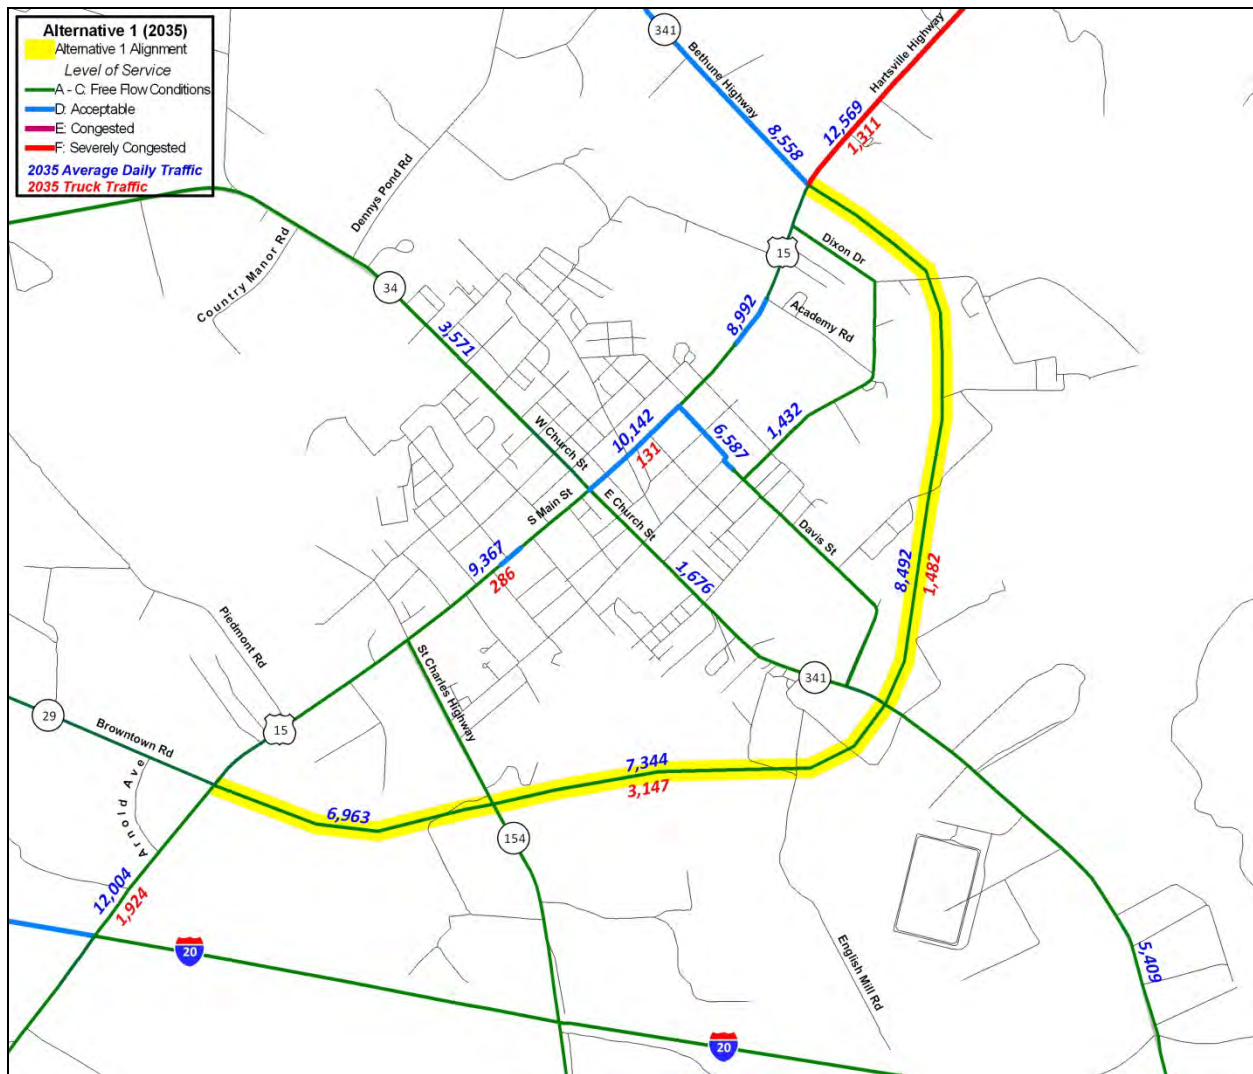 Alternative 1 (2035)
Alternative 1 Alignment
Level of Service
A - C: Free Flow Conditions
D: Acceptable
E: Congested
F: Severely Congested
2035 Average Daily Traffic
2035 Truck Traffic
341
Bethune Highway
Hartsville Highway
8,558
12,569
1,311
Dennys Pond Rd
Country Manor Rd
34
15
Dixon Dr
Academy Rd
3,571
8,992
W Church St
10,142
131
6,587
1,432
S Main St
E Church St
Davis St
9,367
286
1,676
8,492
1,482
Piedmont Rd
St Charles Highway
341
29
Browntown Rd
15
Arnold Ave
7,344
3,147
6,963
154
12,004
1,924
20
English Mill Rd
5,409
20